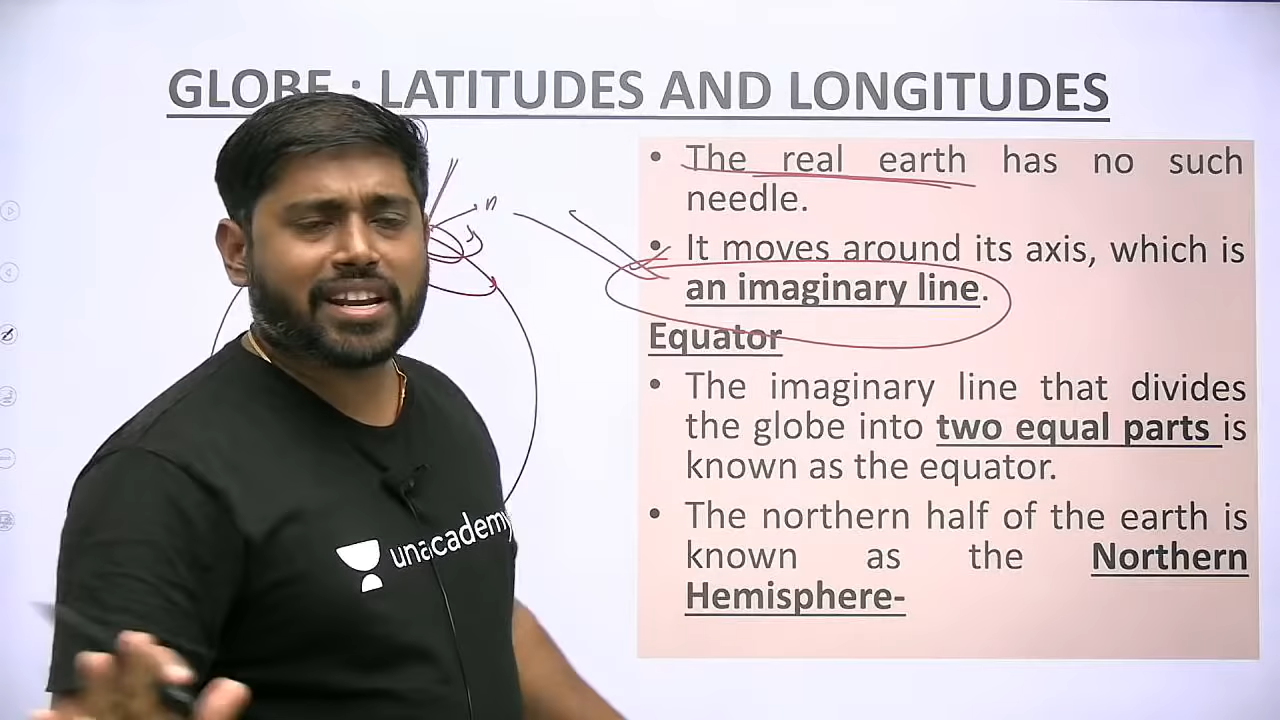 GLOBE : LATITUDES AND LONGITUDES
n
• The real earth has no such
needle.
• It moves around its axis, which is
an imaginary line.
Equator
• The imaginary line that divides
the globe into two equal parts is
known as the equator.
• The northern half of the earth is
known as the Northern
Hemisphere-
unacademy